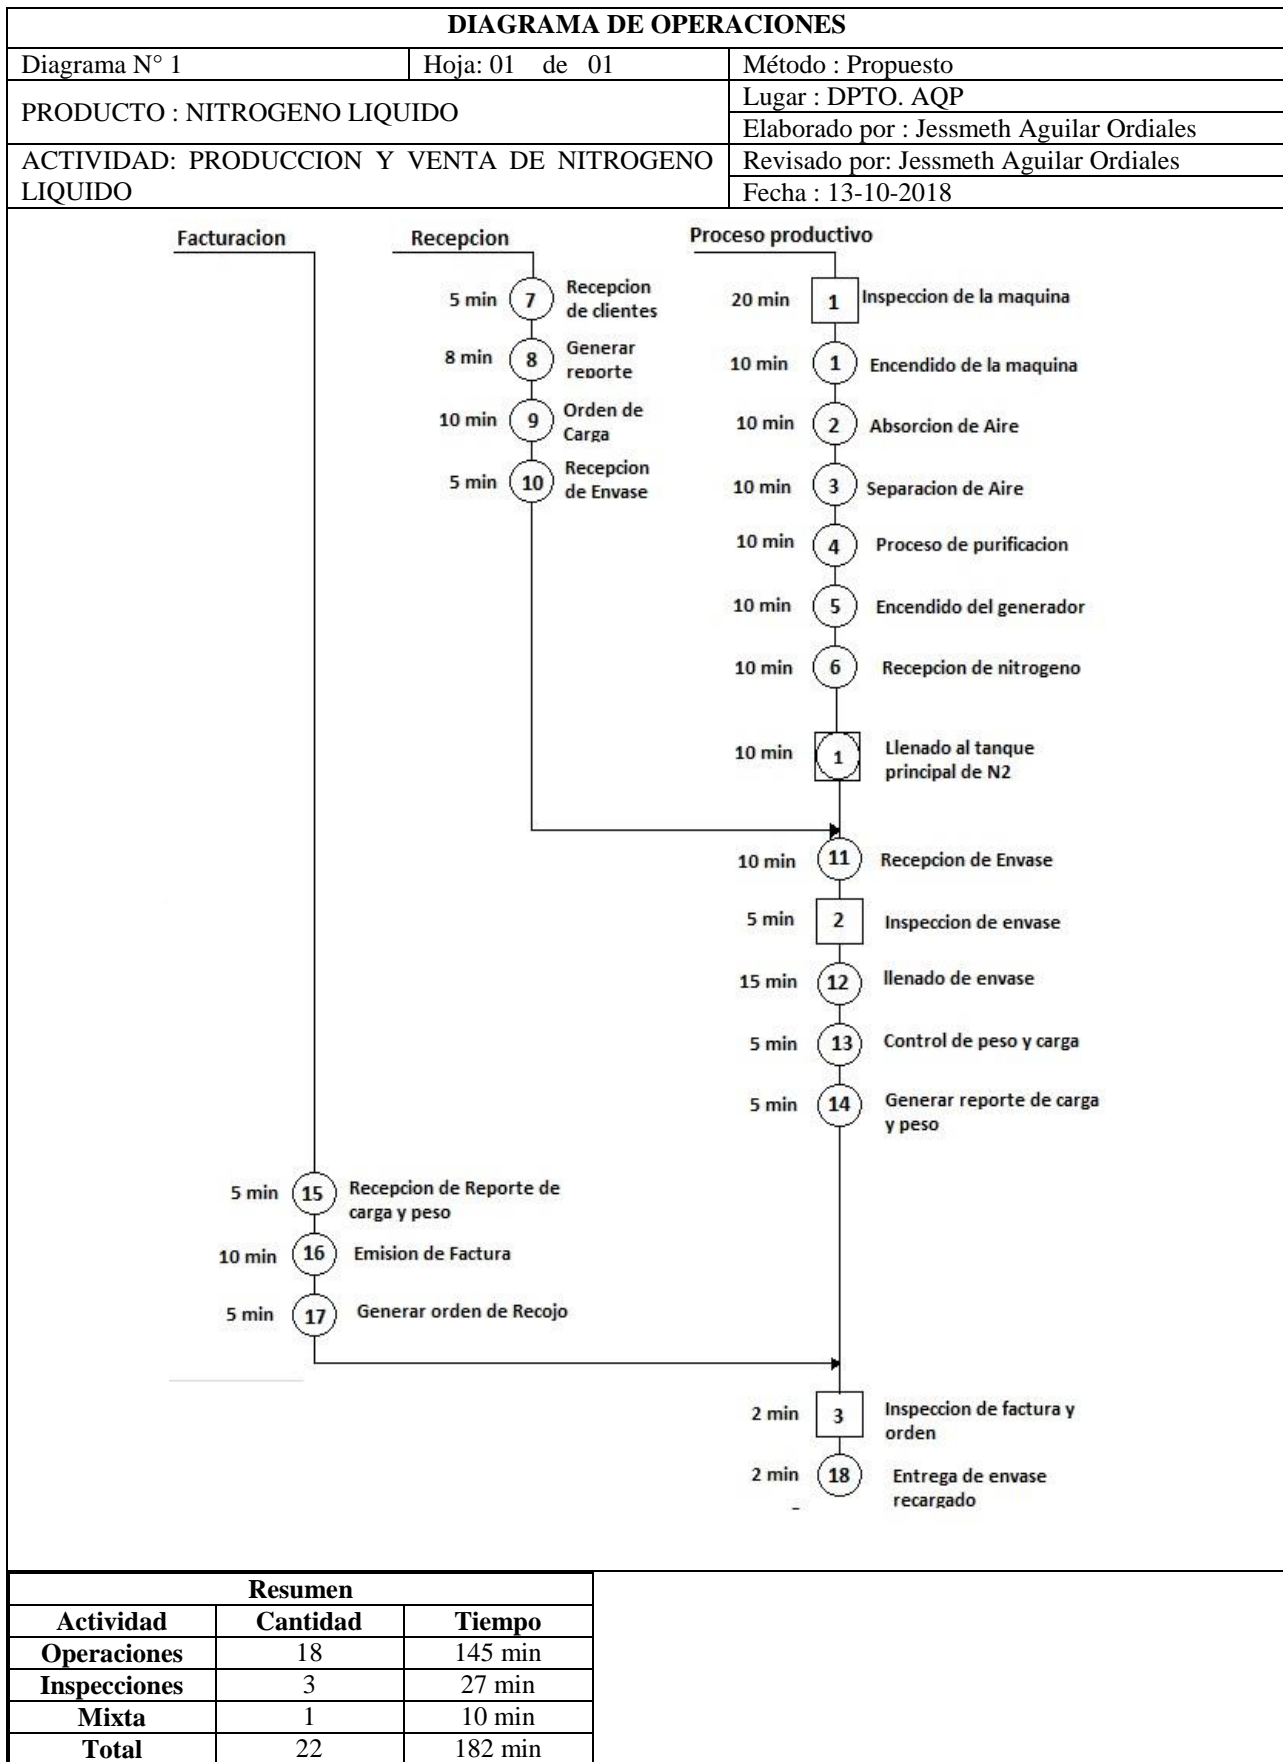 DIAGRAMA DE OPERACIONES
Diagrama N° 1
Hoja: 01 de 01
Método : Propuesto
PRODUCTO : NITROGENO LIQUIDO
Lugar : DPTO. AQP
Elaborado por : Jessmeth Aguilar Ordiales
ACTIVIDAD: PRODUCCION Y VENTA DE NITROGENO
LIQUIDO
Revisado por: Jessmeth Aguilar Ordiales
Fecha : 13-10-2018
Facturacion
Recepcion
Proceso productivo
5 min 7 Recepcion
de clientes
8 min 8 Generar
reporte
10 min 9 Orden de
Carga
5 min 10 Recepcion
de Envase
20 min 1 Inspeccion de la maquina
10 min 1 Encendido de la maquina
10 min 2 Absorcion de Aire
10 min 3 Separacion de Aire
10 min 4 Proceso de purificacion
10 min 5 Encendido del generador
10 min 6 Recepcion de nitrogeno
10 min 1 Llenado al tanque
principal de N2
10 min 11 Recepcion de Envase
5 min 2 Inspeccion de envase
15 min 12 llenado de envase
5 min 13 Control de peso y carga
5 min 14 Generar reporte de carga
y peso
5 min 15 Recepcion de Reporte de
carga y peso
10 min 16 Emision de Factura
5 min 17 Generar orden de Recojo
2 min 3 Inspeccion de factura y
orden
2 min 18 Entrega de envase
recargado
Resumen
Actividad Cantidad Tiempo
Operaciones 18 145 min
Inspecciones 3 27 min
Mixta 1 10 min
Total 22 182 min